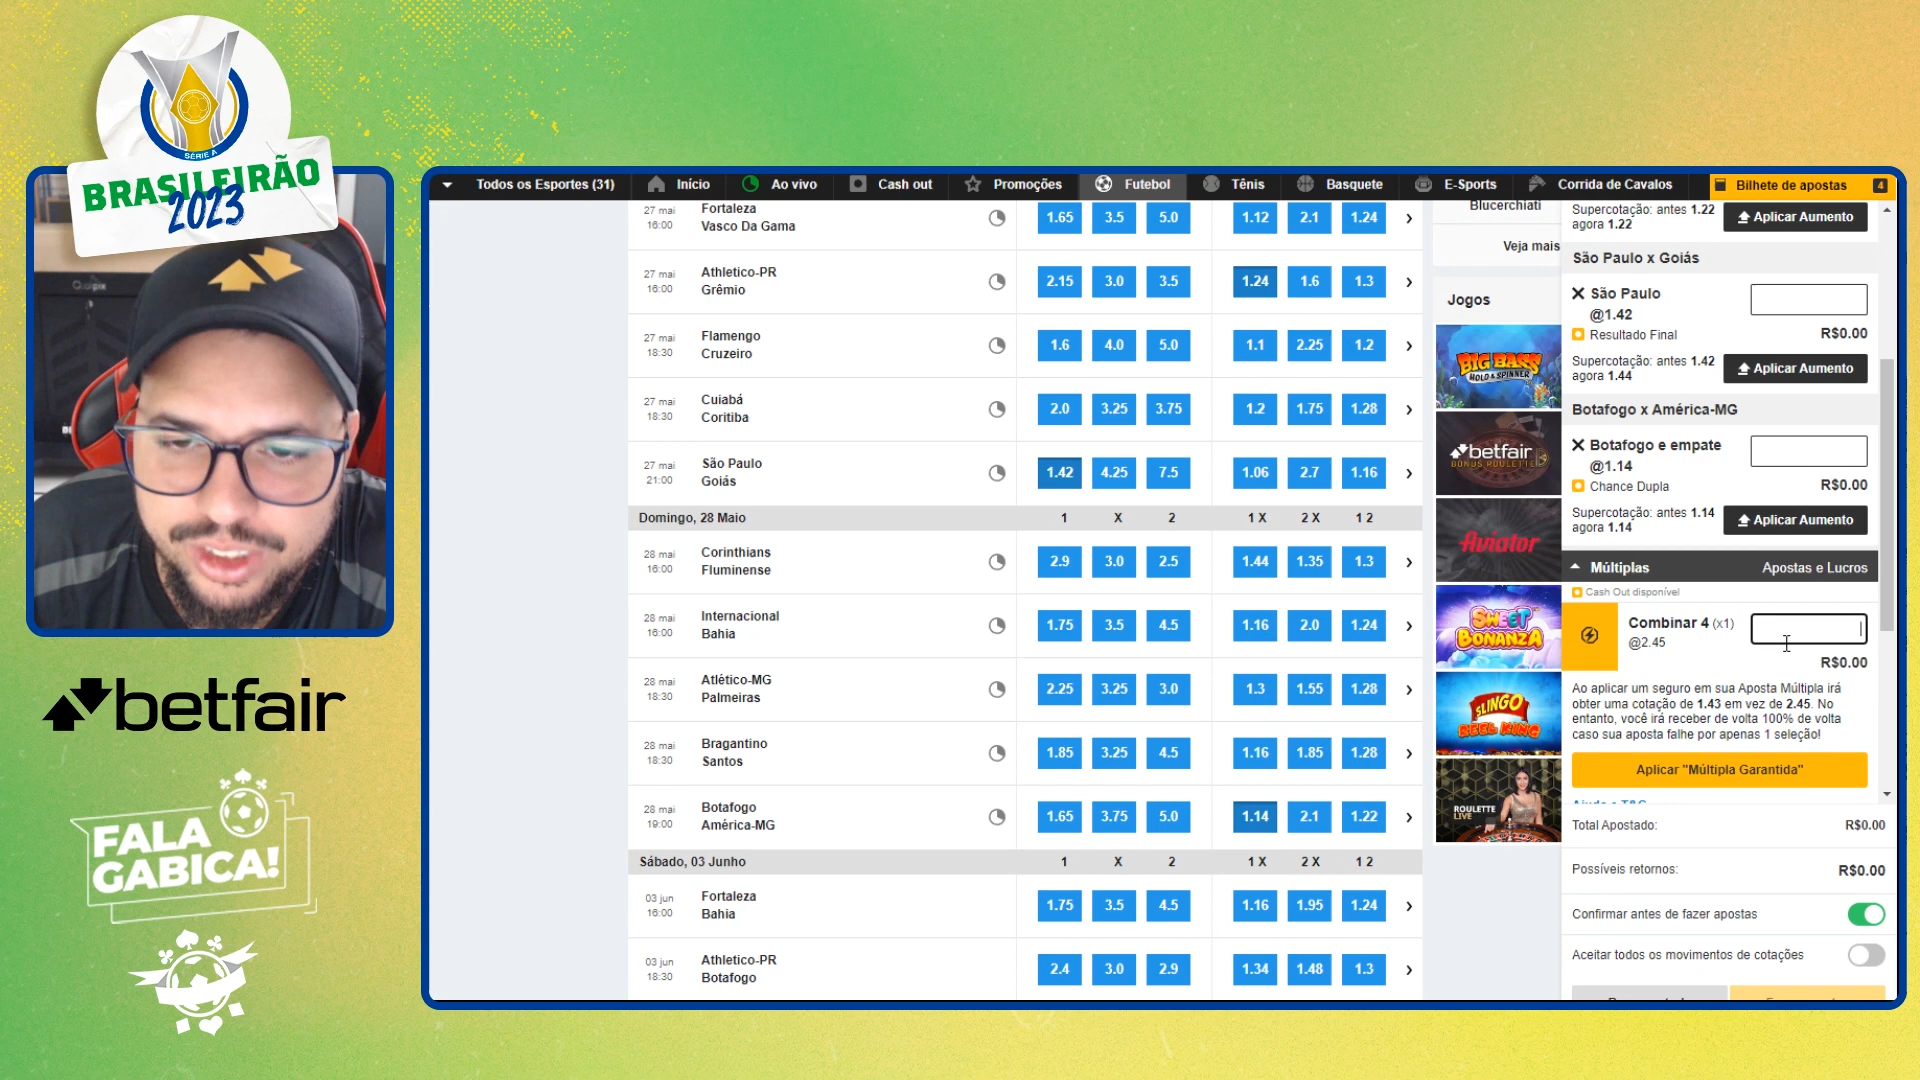 SÉRIE A
BRASILEIRÃO
2023
betfair
FALA
GABICA!
Todos os Esportes (31)
Início
Ao vivo
Cash out
Promoções
Futebol
Tênis
Basquete
E-Sports
Corrida de Cavalos
Bilhete de apostas 4
27 mai
16:00
Fortaleza
Vasco Da Gama
1.65 3.5 5.0 1.12 2.1 1.24
27 mai
16:00
Athletico-PR
Grêmio
2.15 3.0 3.5 1.24 1.6 1.3
27 mai
18:30
Flamengo
Cruzeiro
1.6 4.0 5.0 1.1 2.25 1.2
27 mai
18:30
Cuiabá
Coritiba
2.0 3.25 3.75 1.2 1.75 1.28
27 mai
21:00
São Paulo
Goiás
1.42 4.25 7.5 1.06 2.7 1.16
Domingo, 28 Maio 1 X 2 1 X 2 X 1 2
28 mai
16:00
Corinthians
Fluminense
2.9 3.0 2.5 1.44 1.35 1.3
28 mai
16:00
Internacional
Bahia
1.75 3.5 4.5 1.16 2.0 1.24
28 mai
18:30
Atlético-MG
Palmeiras
2.25 3.25 3.0 1.3 1.55 1.28
28 mai
18:30
Bragantino
Santos
1.85 3.25 4.5 1.16 1.85 1.28
28 mai
19:00
Botafogo
América-MG
1.65 3.75 5.0 1.14 2.1 1.22
Sábado, 03 Junho 1 X 2 1 X 2 X 1 2
03 jun
16:00
Fortaleza
Bahia
1.75 3.5 4.5 1.16 1.95 1.24
03 jun
18:30
Athletico-PR
Botafogo
2.4 3.0 2.9 1.34 1.48 1.3
Blucerchiati
Veja mais
Jogos
BIG BASS
HOLD & SPINNER
betfair
BONUS ROULETTE
Aviator
SWEET
BONANZA
SLINGO
REEL KING
ROULETTE
LIVE
Supercotação: antes 1.22
agora 1.22
Aplicar Aumento
São Paulo x Goiás
São Paulo
@1.42
Resultado Final
R$0.00
Supercotação: antes 1.42
agora 1.44
Aplicar Aumento
Botafogo x América-MG
Botafogo e empate
@1.14
Chance Dupla
R$0.00
Supercotação: antes 1.14
agora 1.14
Aplicar Aumento
Múltiplas Apostas e Lucros
Cash Out disponível
Combinar 4 (x1)
@2.45
R$0.00
Ao aplicar um seguro em sua Aposta Múltipla irá
obter uma cotação de 1.43 em vez de 2.45. No
entanto, você irá receber de volta 100% de volta
caso sua aposta falhe por apenas 1 seleção!
Aplicar "Múltipla Garantida"
Total Apostado: R$0.00
Possíveis retornos: R$0.00
Confirmar antes de fazer apostas
Aceitar todos os movimentos de cotações